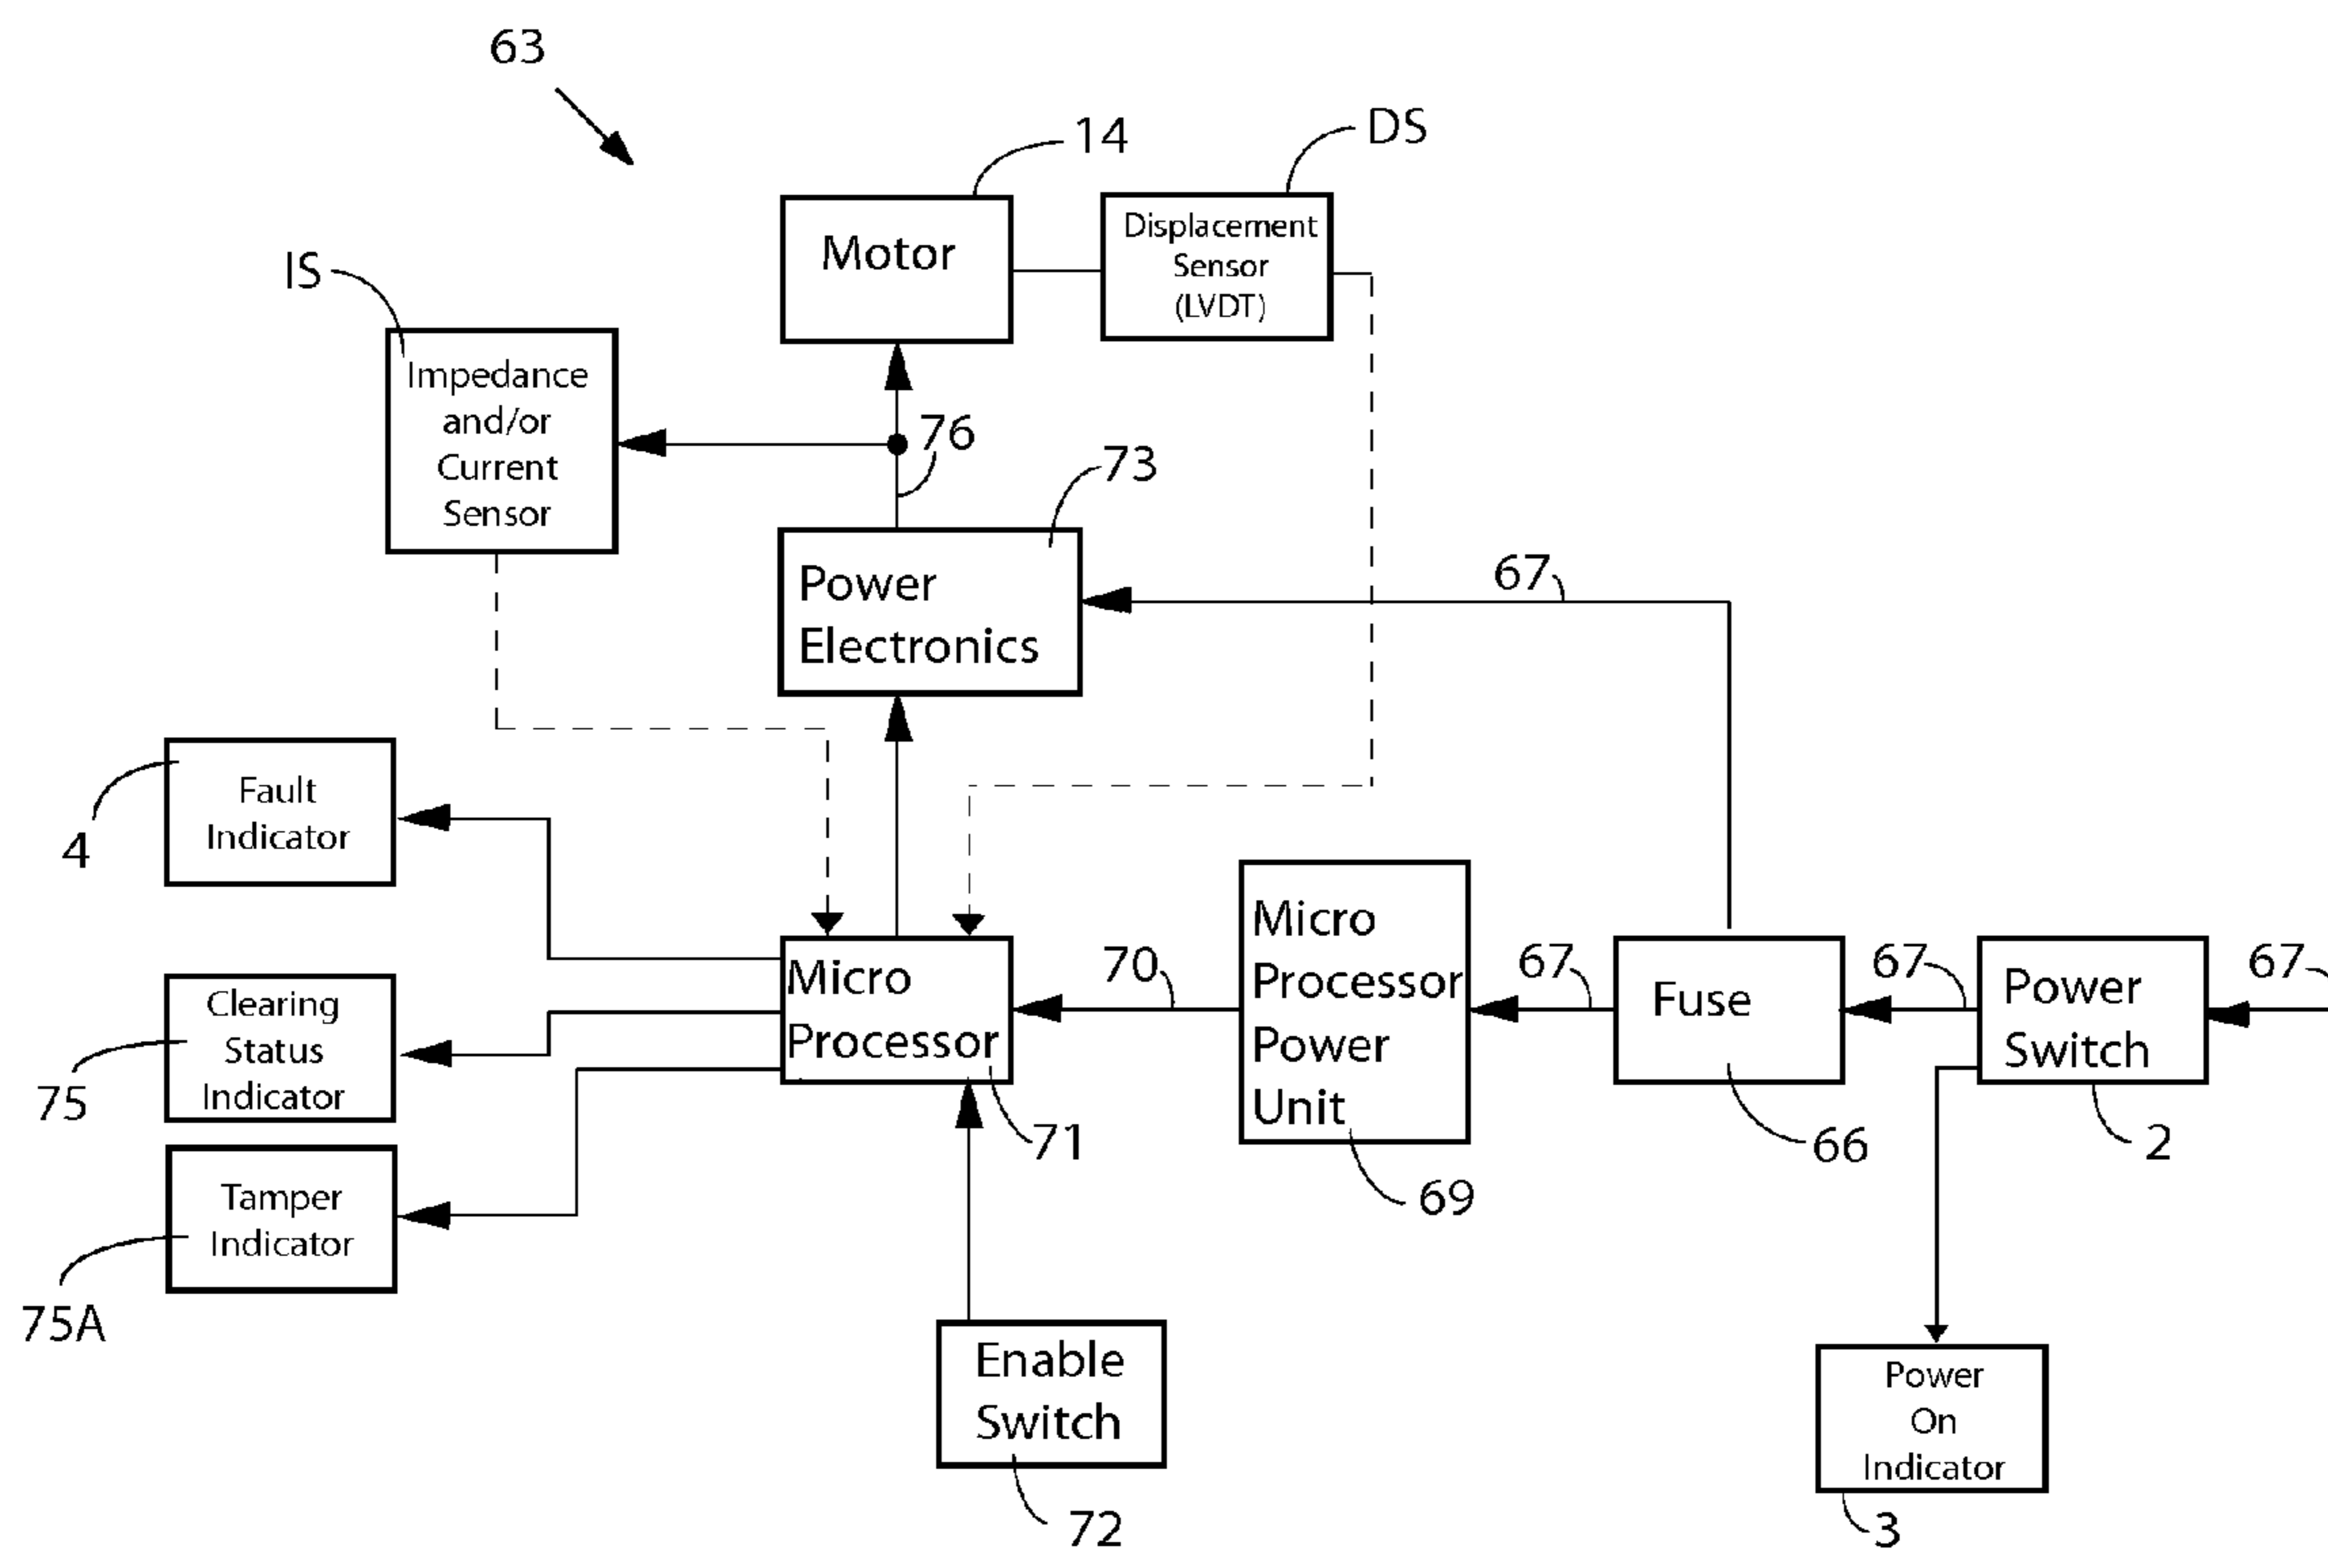 63
14
DS
Motor
Displacement
Sensor
(LVDT)
IS
Impedance
and/or
Current
Sensor
76
73
Power
Electronics
67
4
Fault
Indicator
Clearing
Status
Indicator
75
Tamper
Indicator
75A
Micro
Processor
71
70
Micro
Processor
Power
Unit
69
67
Fuse
66
67
Power
Switch
2
67
Enable
Switch
72
Power
On
Indicator
3